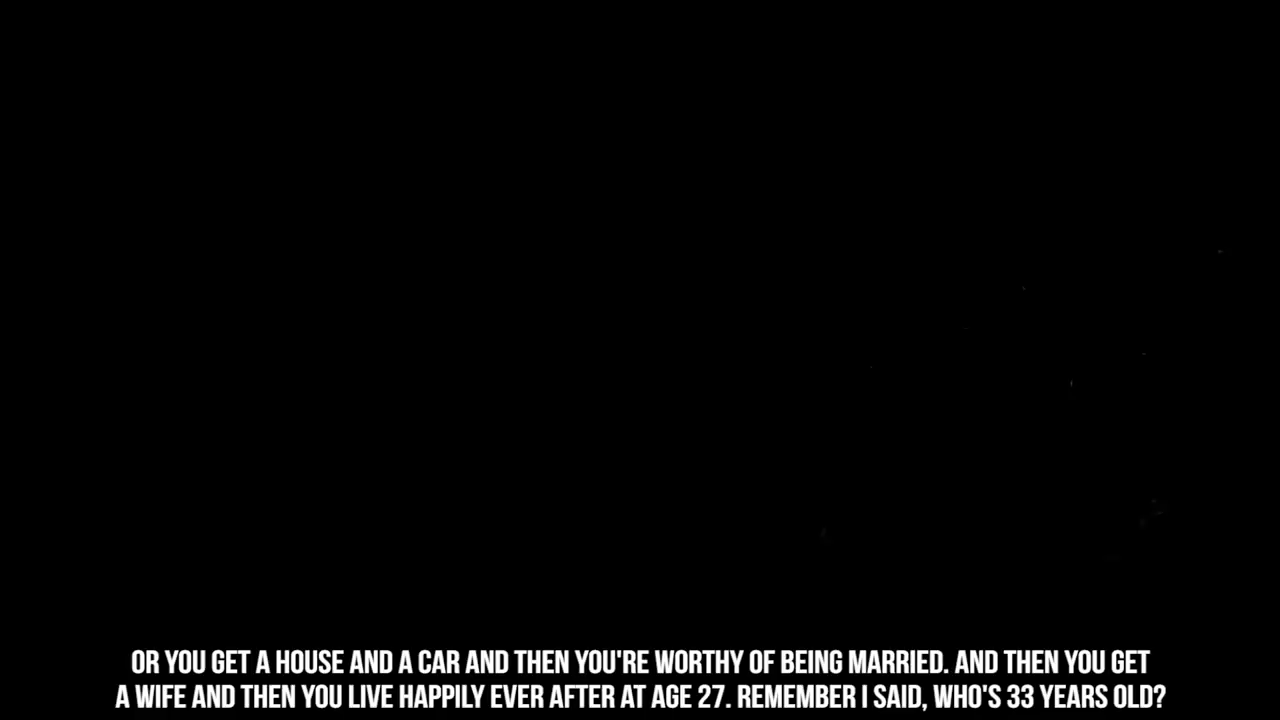 OR YOU GET A HOUSE AND A CAR AND THEN YOU'RE WORTHY OF BEING MARRIED. AND THEN YOU GET
A WIFE AND THEN YOU LIVE HAPPILY EVER AFTER AT AGE 27. REMEMBER I SAID, WHO'S 33 YEARS OLD?